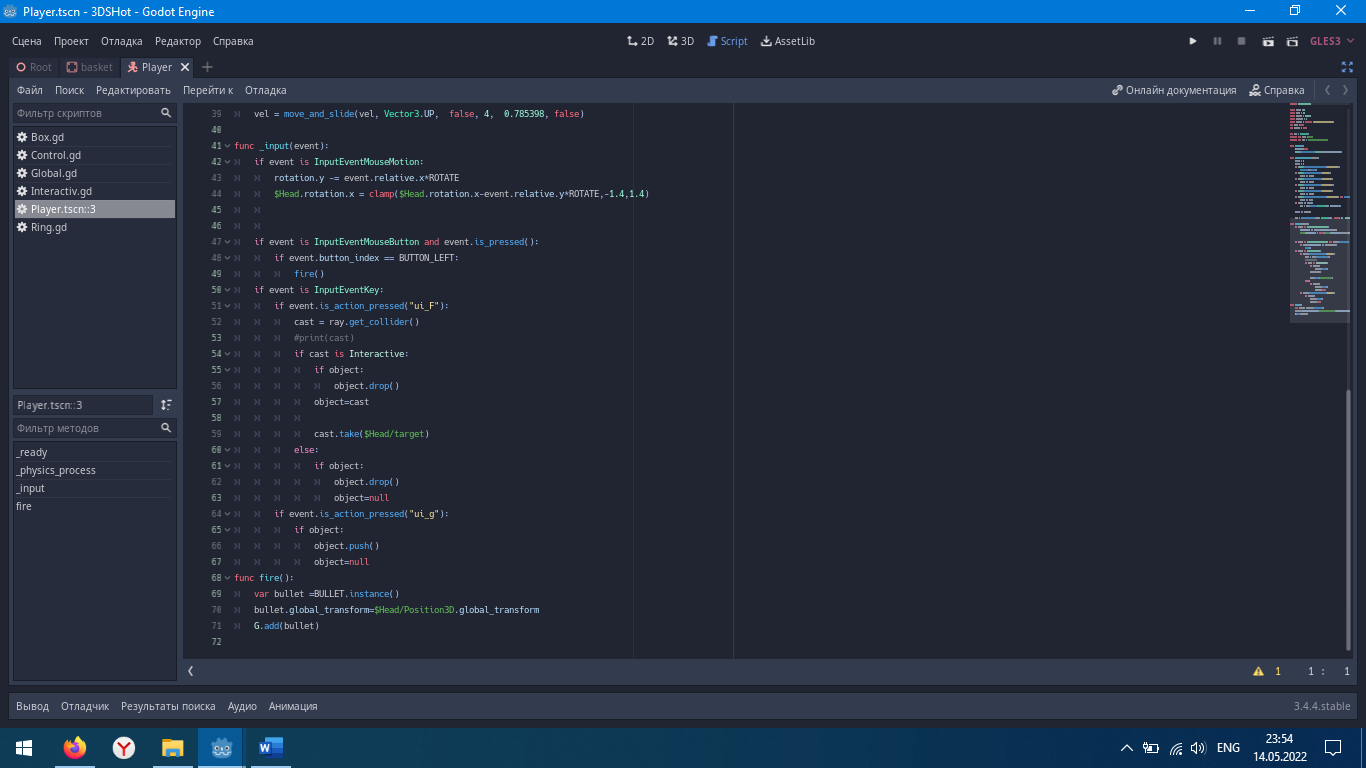 Player.tscn - 3DSHot - Godot Engine
Сцена Проект Отладка Редактор Справка 2D 3D Script AssetLib GLES3
Root basket Player
Файл Поиск Редактировать Перейти к Отладка Онлайн документация Справка
Фильтр скриптов
Box.gd
Control.gd
Global.gd
Interactiv.gd
Player.tscn::3
Ring.gd
Player.tscn::3
Фильтр методов
_ready
_physics_process
_input
fire
39 vel = move_and_slide(vel, Vector3.UP, false, 4, 0.785398, false)
40
41 func _input(event):
42 if event is InputEventMouseMotion:
43 rotation.y -= event.relative.x*ROTATE
44 $Head.rotation.x = clamp($Head.rotation.x-event.relative.y*ROTATE,-1.4,1.4)
45
46
47 if event is InputEventMouseButton and event.is_pressed():
48 if event.button_index == BUTTON_LEFT:
49 fire()
50 if event is InputEventKey:
51 if event.is_action_pressed("ui_F"):
52 cast = ray.get_collider()
53 #print(cast)
54 if cast is Interactive:
55 if object:
56 object.drop()
57 object=cast
58
59 cast.take($Head/target)
60 else:
61 if object:
62 object.drop()
63 object=null
64 if event.is_action_pressed("ui_g"):
65 if object:
66 object.push()
67 object=null
68 func fire():
69 var bullet =BULLET.instance()
70 bullet.global_transform=$Head/Position3D.global_transform
71 G.add(bullet)
72
1 1 : 1
Вывод Отладчик Результаты поиска Аудио Анимация 3.4.4.stable
ENG 23:54
14.05.2022